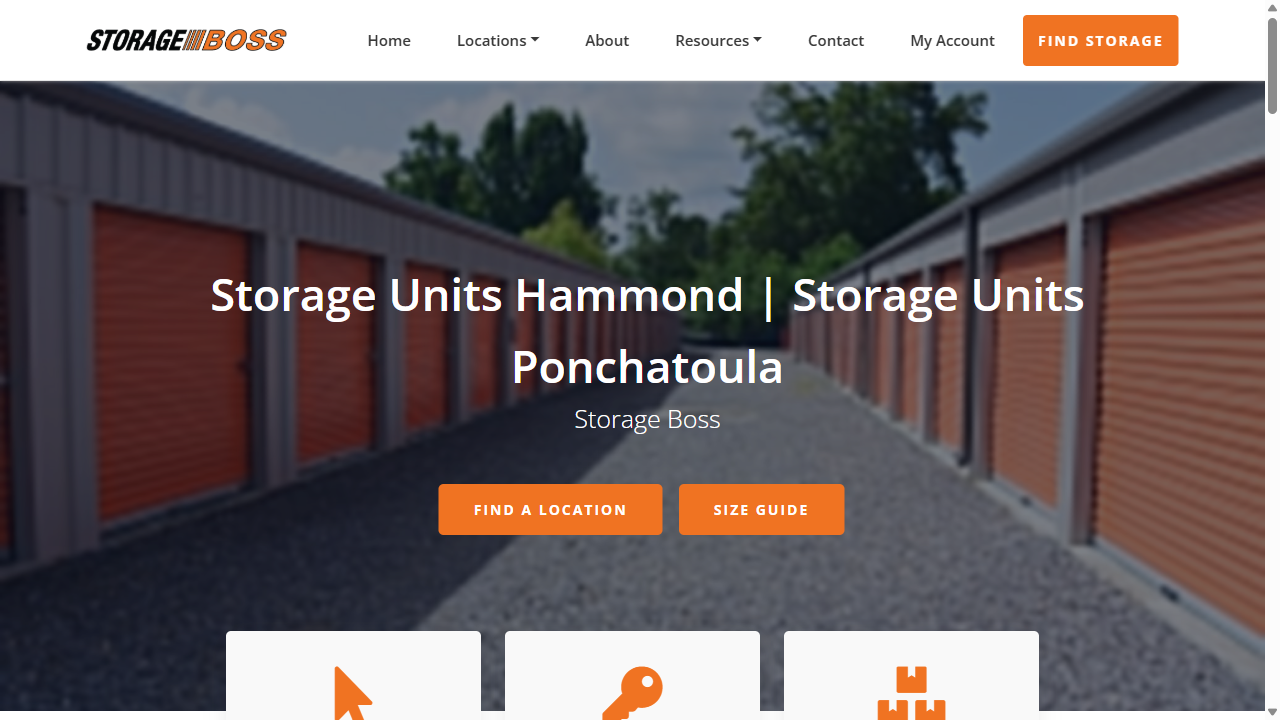 STORAGE BOSS
Home
Locations
About
Resources
Contact
My Account
FIND STORAGE
Storage Units Hammond | Storage Units
Ponchatoula
Storage Boss
FIND A LOCATION
SIZE GUIDE